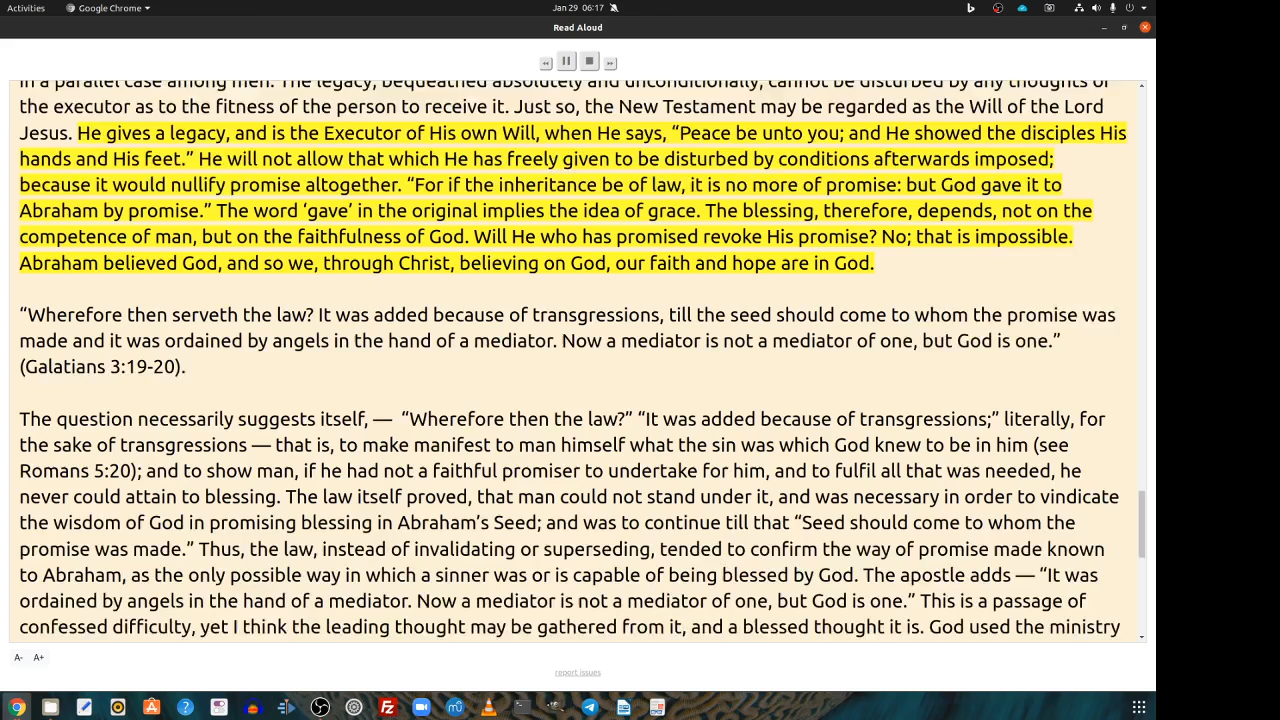 Activities
Google Chrome
Jan 29 06:17
Read Aloud
in a parallel case among men. The legacy, bequeathed absolutely and unconditionally, cannot be disturbed by any thoughts of
the executor as to the fitness of the person to receive it. Just so, the New Testament may be regarded as the Will of the Lord
Jesus. He gives a legacy, and is the Executor of His own Will, when He says, “Peace be unto you; and He showed the disciples His
hands and His feet.” He will not allow that which He has freely given to be disturbed by conditions afterwards imposed;
because it would nullify promise altogether. “For if the inheritance be of law, it is no more of promise: but God gave it to
Abraham by promise.” The word ‘gave’ in the original implies the idea of grace. The blessing, therefore, depends, not on the
competence of man, but on the faithfulness of God. Will He who has promised revoke His promise? No; that is impossible.
Abraham believed God, and so we, through Christ, believing on God, our faith and hope are in God.
“Wherefore then serveth the law? It was added because of transgressions, till the seed should come to whom the promise was
made and it was ordained by angels in the hand of a mediator. Now a mediator is not a mediator of one, but God is one.”
(Galatians 3:19-20).
The question necessarily suggests itself, — “Wherefore then the law?” “It was added because of transgressions;” literally, for
the sake of transgressions — that is, to make manifest to man himself what the sin was which God knew to be in him (see
Romans 5:20); and to show man, if he had not a faithful promiser to undertake for him, and to fulfil all that was needed, he
never could attain to blessing. The law itself proved, that man could not stand under it, and was necessary in order to vindicate
the wisdom of God in promising blessing in Abraham’s Seed; and was to continue till that “Seed should come to whom the
promise was made.” Thus, the law, instead of invalidating or superseding, tended to confirm the way of promise made known
to Abraham, as the only possible way in which a sinner was or is capable of being blessed by God. The apostle adds — “It was
ordained by angels in the hand of a mediator. Now a mediator is not a mediator of one, but God is one.” This is a passage of
confessed difficulty, yet I think the leading thought may be gathered from it, and a blessed thought it is. God used the ministry
A- A+
report issues